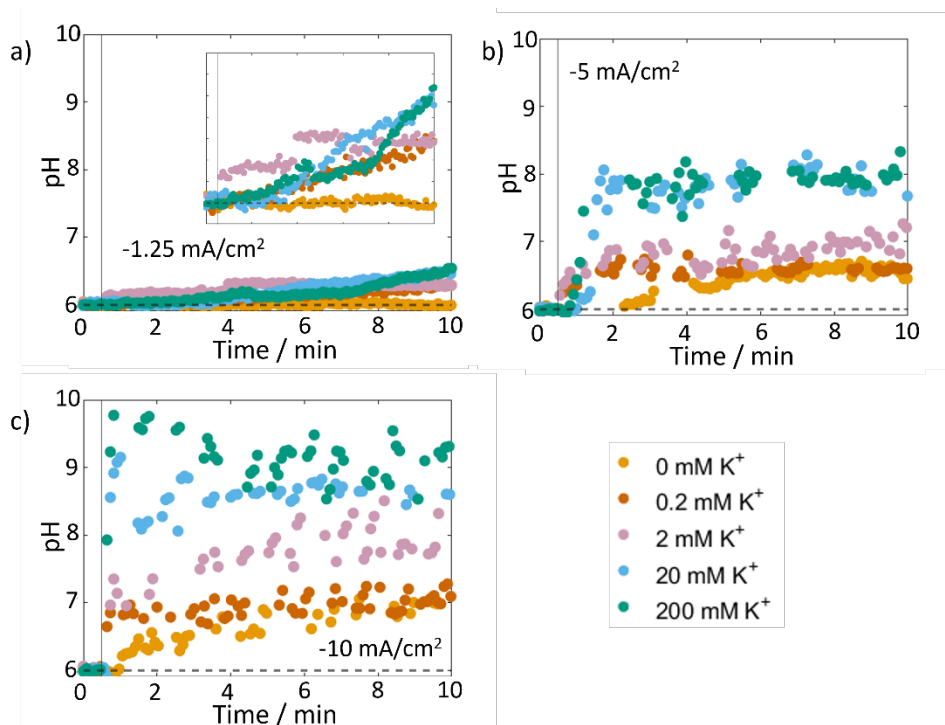 a)
10
9
8
7
6
pH
-1.25 mA/cm²
0 2 4 6 8 10
Time / min
b)
10
9
8
7
6
pH
-5 mA/cm²
0 2 4 6 8 10
Time / min
c)
10
9
8
7
6
pH
-10 mA/cm²
0 2 4 6 8 10
Time / min
0 mM K⁺
0.2 mM K⁺
2 mM K⁺
20 mM K⁺
200 mM K⁺